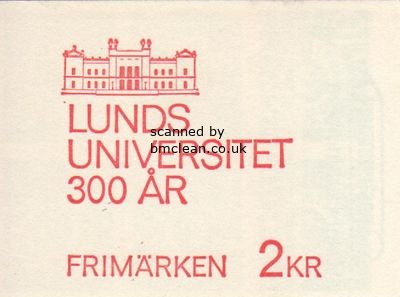 LUNDS
scanned by
UNIVERSITET
bmclean.co.uk
300 ÅR
FRIMÄRKEN 2KR